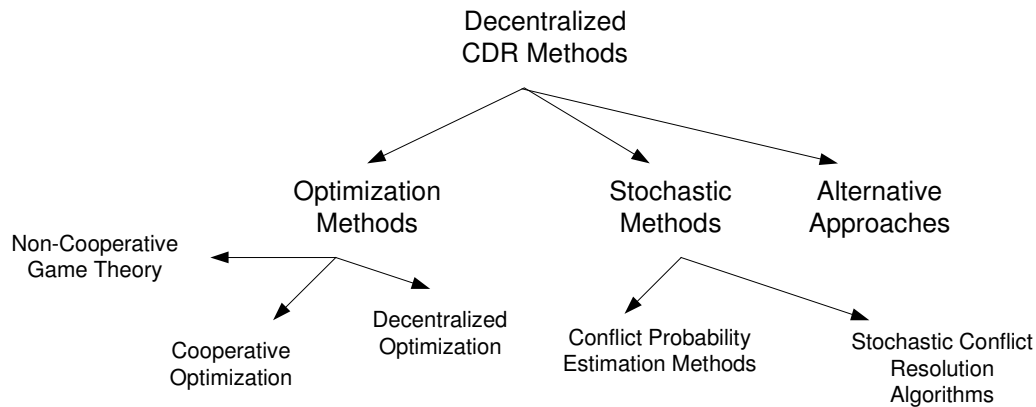 Decentralized
CDR Methods
Optimization
Methods
Stochastic
Methods
Alternative
Approaches
Non-Cooperative
Game Theory
Cooperative
Optimization
Decentralized
Optimization
Conflict Probability
Estimation Methods
Stochastic Conflict
Resolution
Algorithms